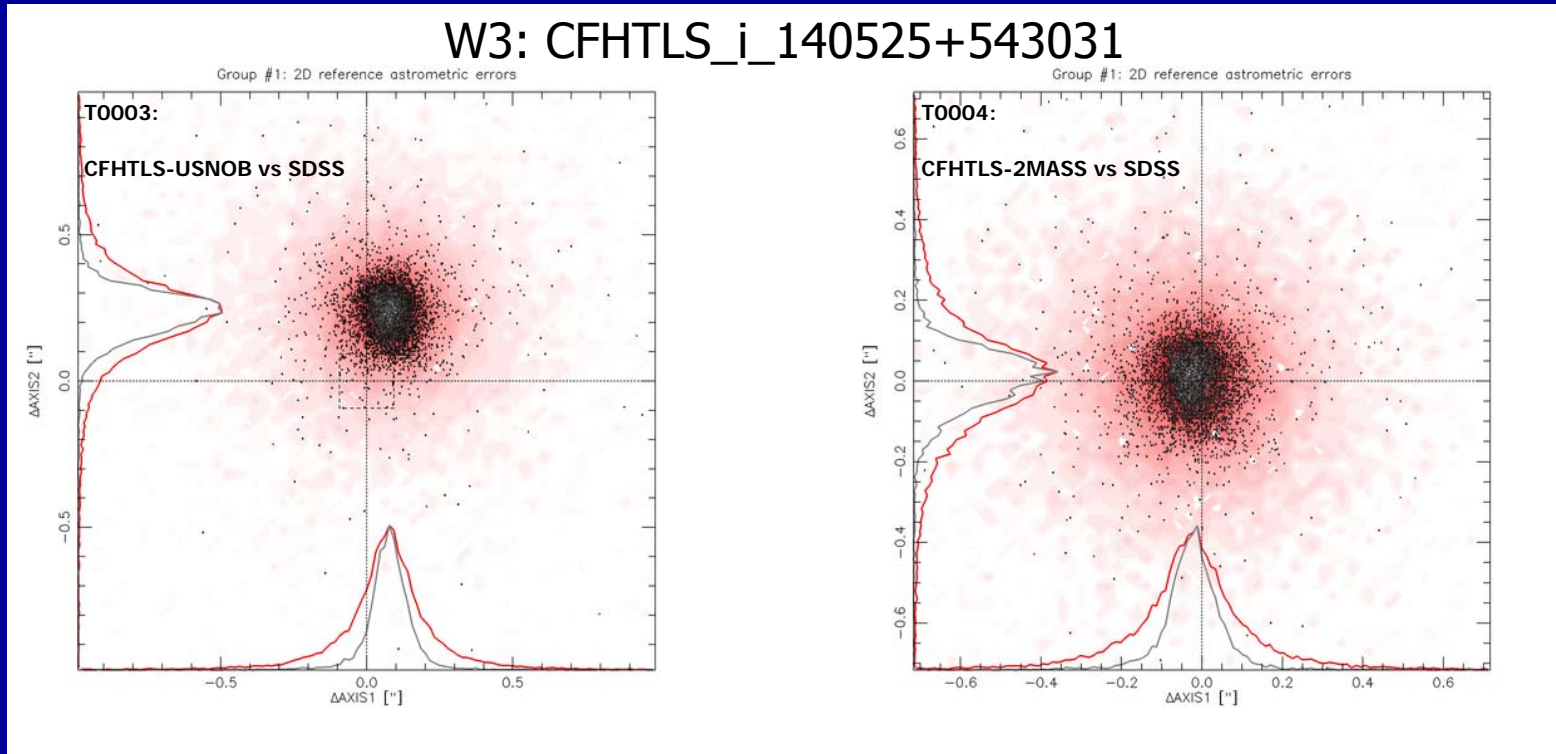 W3: CFHTLS_i_140525+543031
Group #1: 2D reference astrometric errors
T0003:
CFHTLS-USNOB vs SDSS
0.5
0.0
−0.5
ΔAXIS2 ["]
−0.5 0.0 0.5
ΔAXIS1 ["]
Group #1: 2D reference astrometric errors
T0004:
CFHTLS-2MASS vs SDSS
0.6
0.4
0.2
0.0
−0.2
−0.4
−0.6
ΔAXIS2 ["]
−0.6 −0.4 −0.2 0.0 0.2 0.4 0.6
ΔAXIS1 ["]